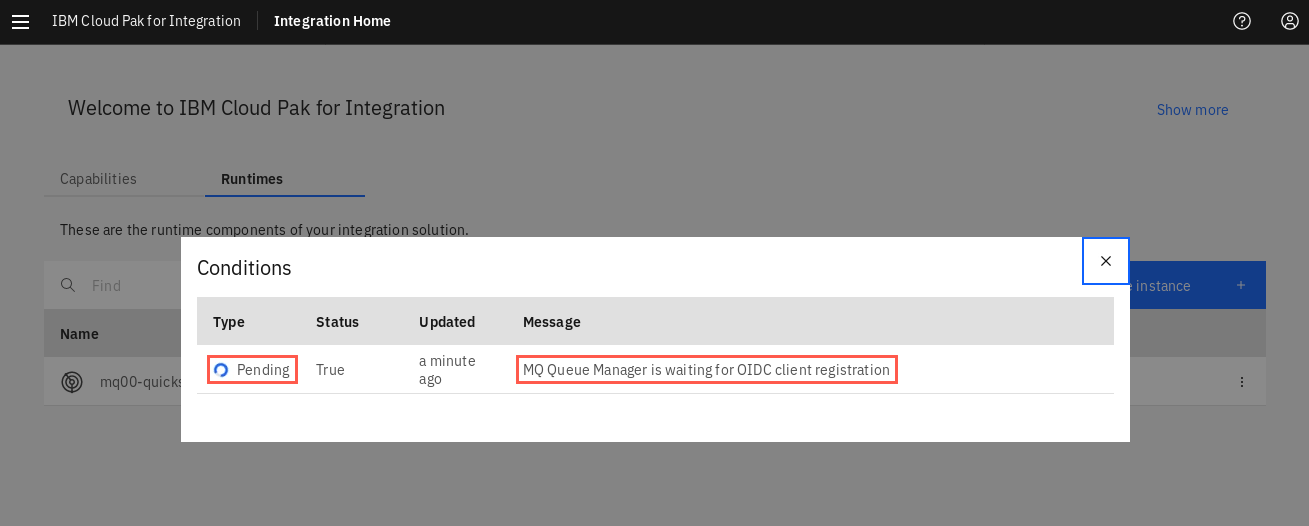 IBM Cloud Pak for Integration Integration Home
Welcome to IBM Cloud Pak for Integration
Show more
Capabilities Runtimes
These are the runtime components of your integration solution.
Conditions
Find
instance +
Type Status Updated Message
Name
Pending True a minute ago MQ Queue Manager is waiting for OIDC client registration
mq00-quicks